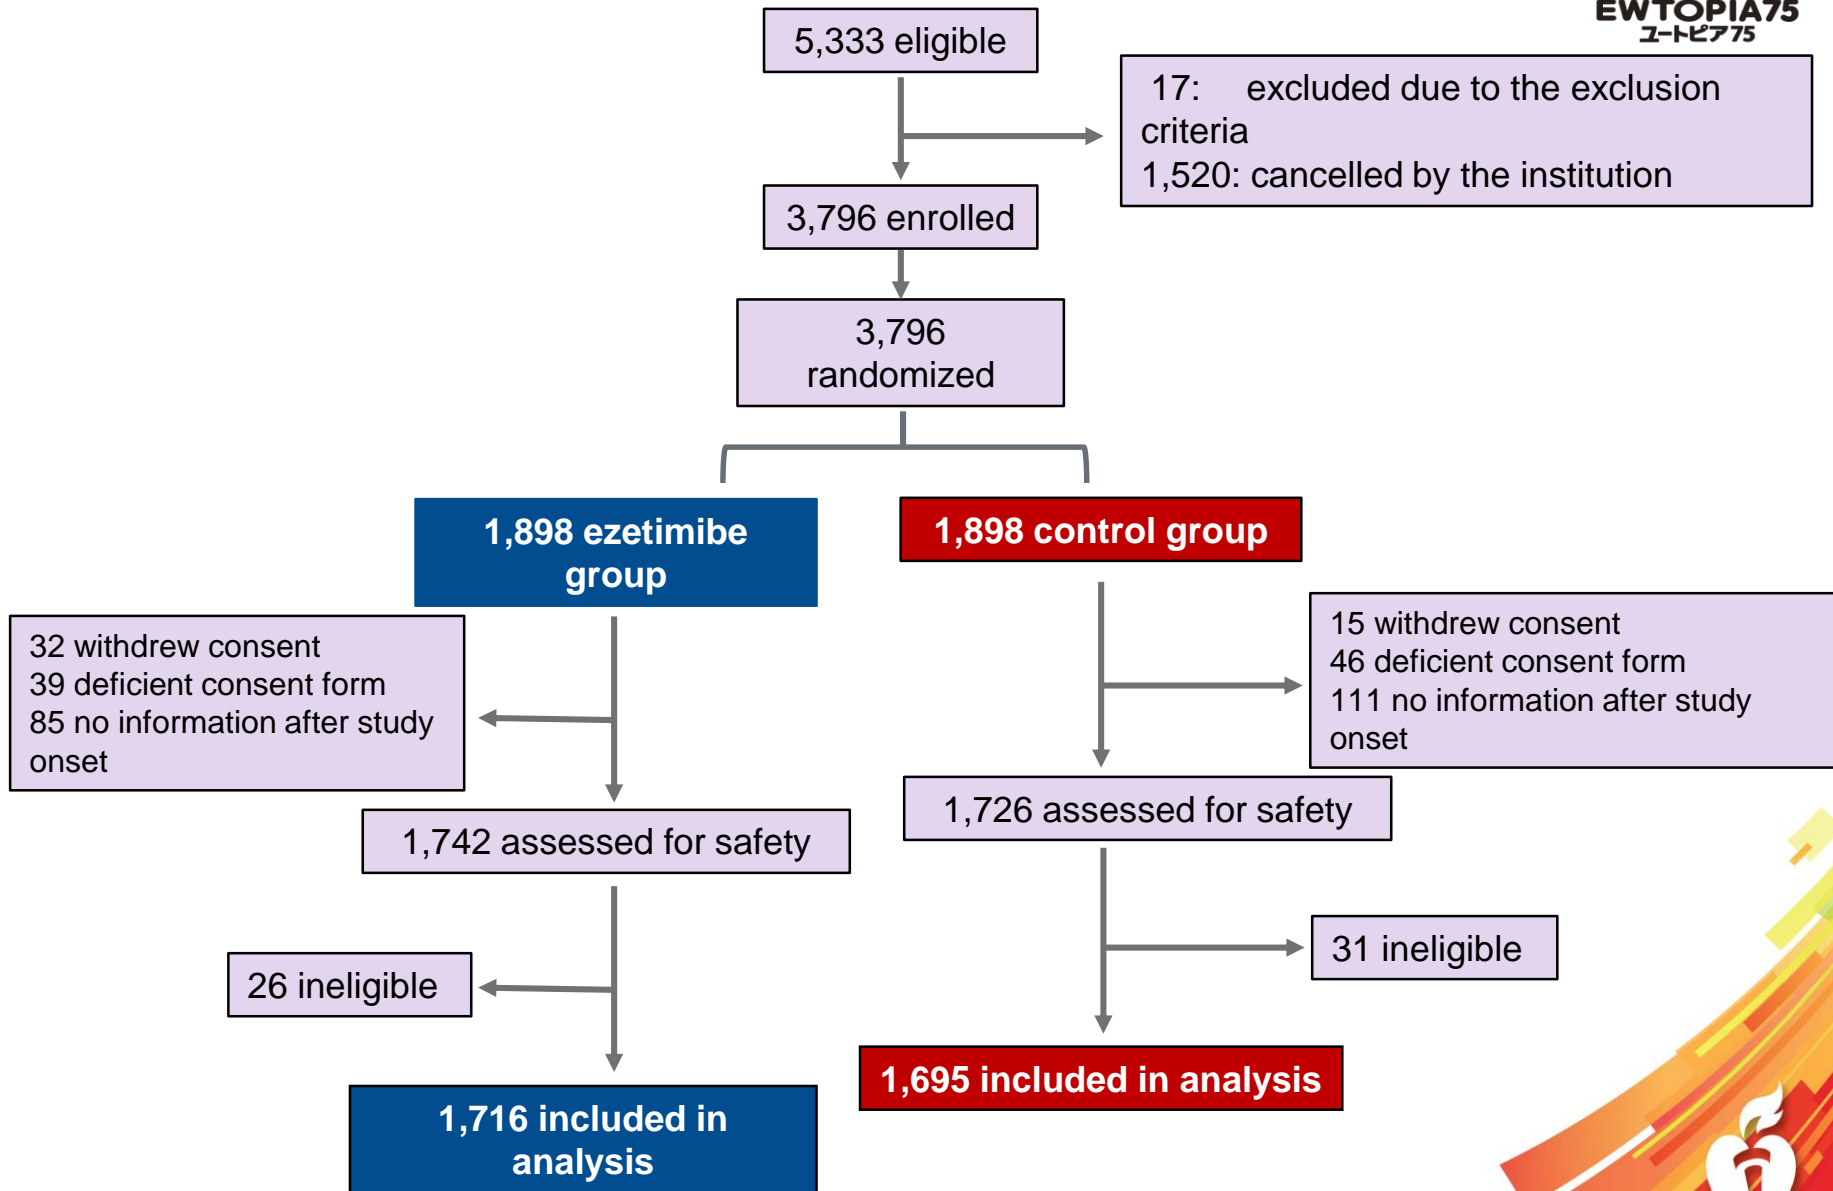 EWTOPIA75
ユートピア75
5,333 eligible
17: excluded due to the exclusion
criteria
1,520: cancelled by the institution
3,796 enrolled
3,796
randomized
1,898 ezetimibe
group
1,898 control group
32 withdrew consent
39 deficient consent form
85 no information after study
onset
15 withdrew consent
46 deficient consent form
111 no information after study
onset
1,742 assessed for safety
1,726 assessed for safety
26 ineligible
31 ineligible
1,716 included in
analysis
1,695 included in analysis